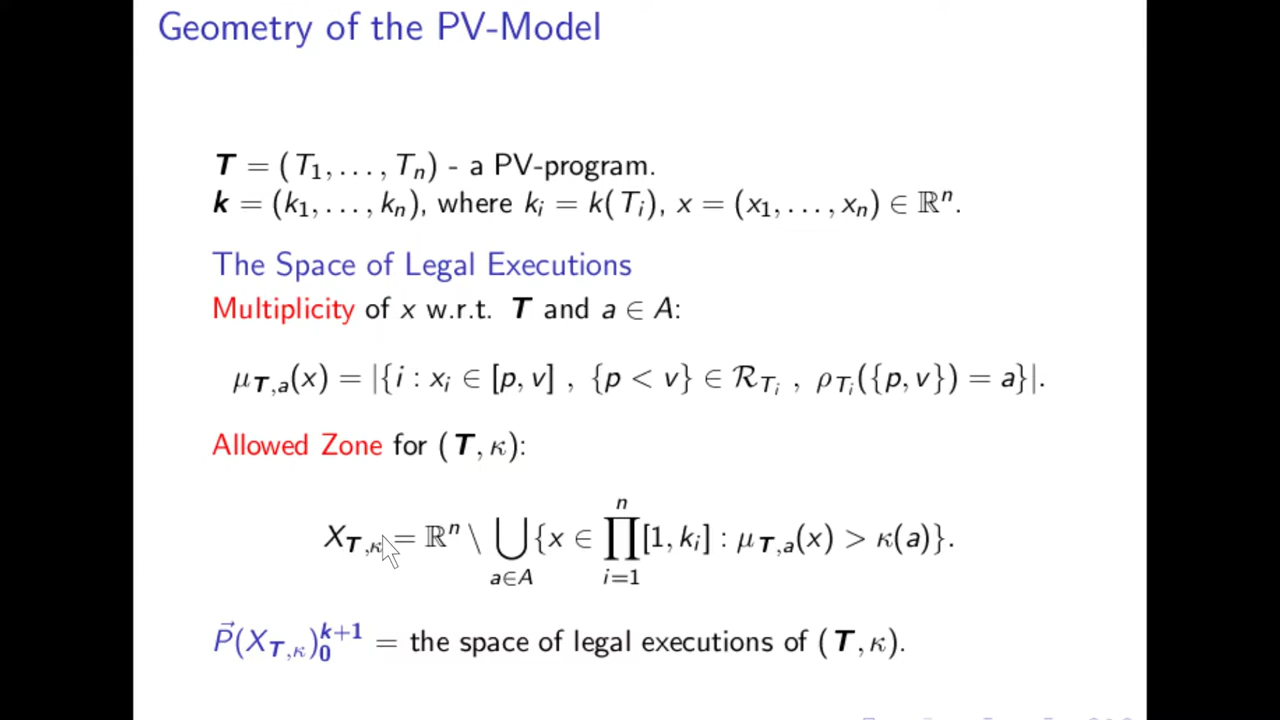 Geometry of the PV-Model
T = (T₁, . . . , Tₙ) - a PV-program.
k = (k₁, . . . , kₙ), where kᵢ = k(Tᵢ), x = (x₁, . . . , xₙ) ∈ ℝⁿ.
The Space of Legal Executions
Multiplicity of x w.r.t. T and a ∈ A:
μ_{T,a}(x) = |{i : xᵢ ∈ [p, v] , {p < v} ∈ ℛ_{Tᵢ} , ρ_{Tᵢ}({p, v}) = a}|.
Allowed Zone for (T, κ):
X_{T,κ} = ℝⁿ \ ⋃_{a∈A} {x ∈ ∏_{i=1}^{n} [1, kᵢ] : μ_{T,a}(x) > κ(a)}.
P⃗(X_{T,κ})_{0}^{k+1} = the space of legal executions of (T, κ).